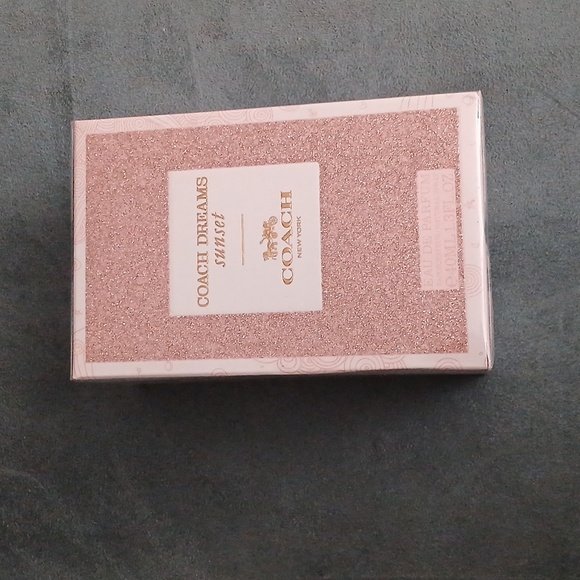 COACH DREAMS
sunset
COACH
NEW YORK
EAU DE PARFUM